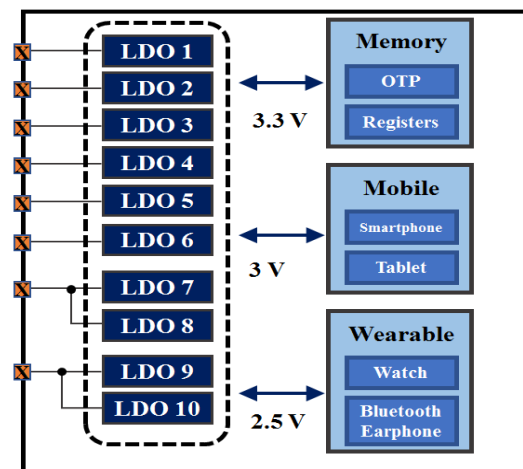 X
LDO 1
X
LDO 2
X
LDO 3
X
LDO 4
X
LDO 5
X
LDO 6
X
LDO 7
LDO 8
X
LDO 9
LDO 10
3.3 V
3 V
2.5 V
Memory
OTP
Registers
Mobile
Smartphone
Tablet
Wearable
Watch
Bluetooth
Earphone